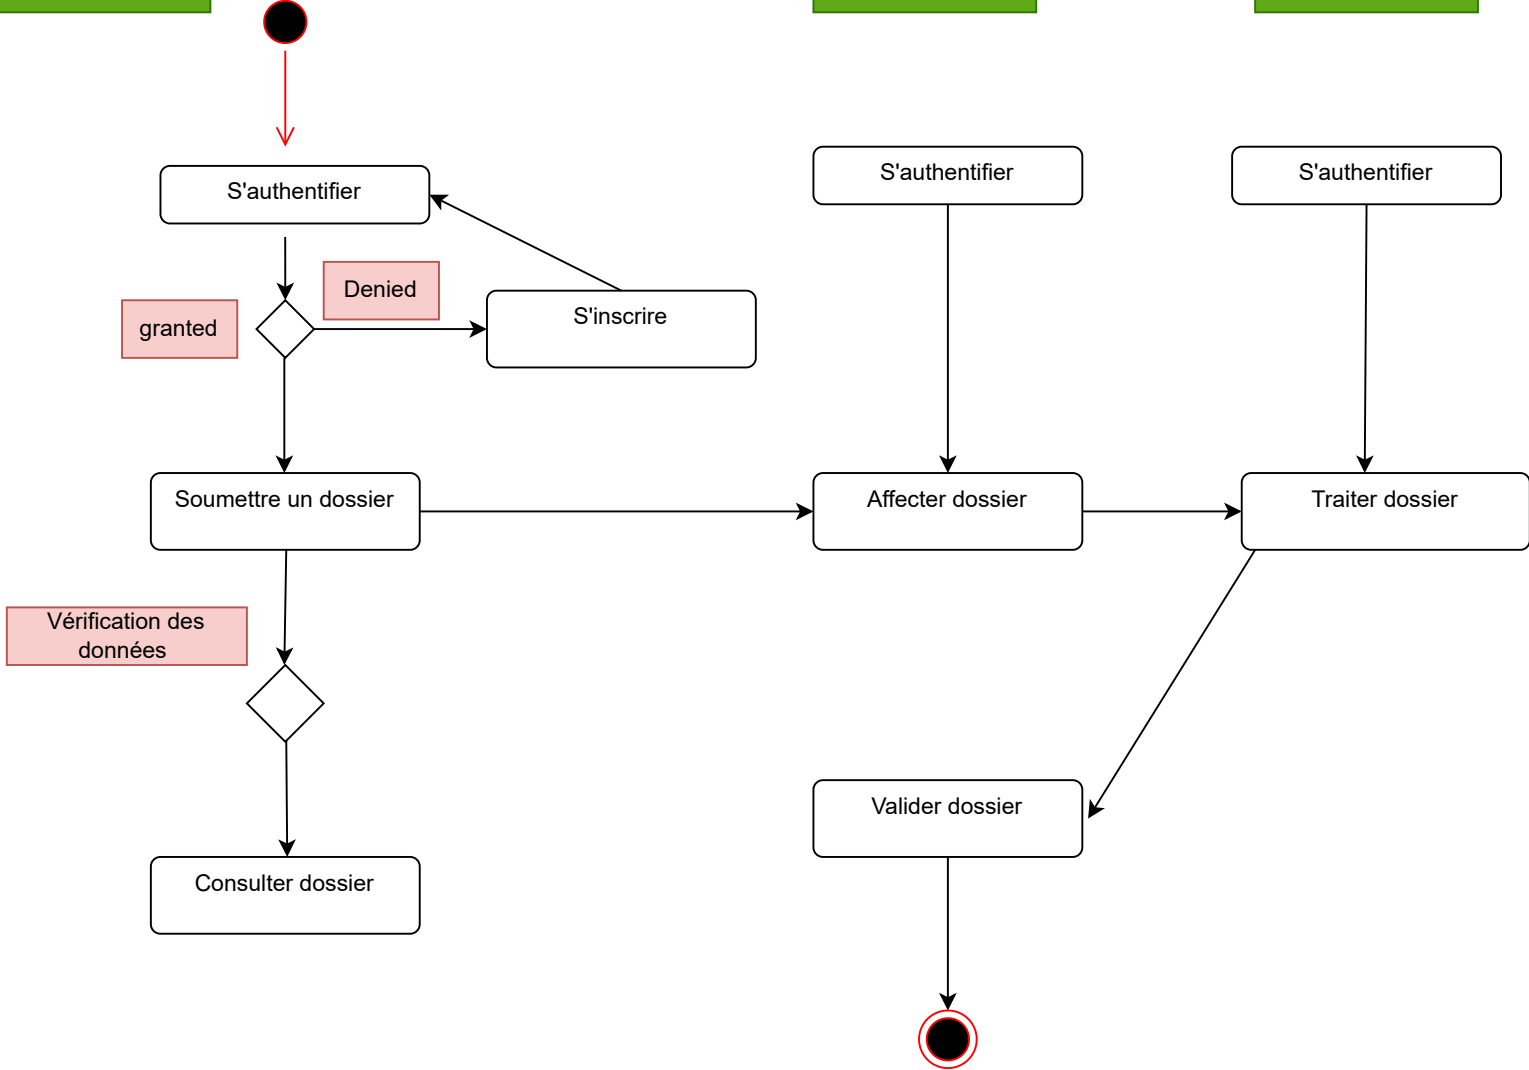 S'authentifier
S'authentifier
S'authentifier
Denied
granted
S'inscrire
Soumettre un dossier
Affecter dossier
Traiter dossier
Vérification des
données
Valider dossier
Consulter dossier